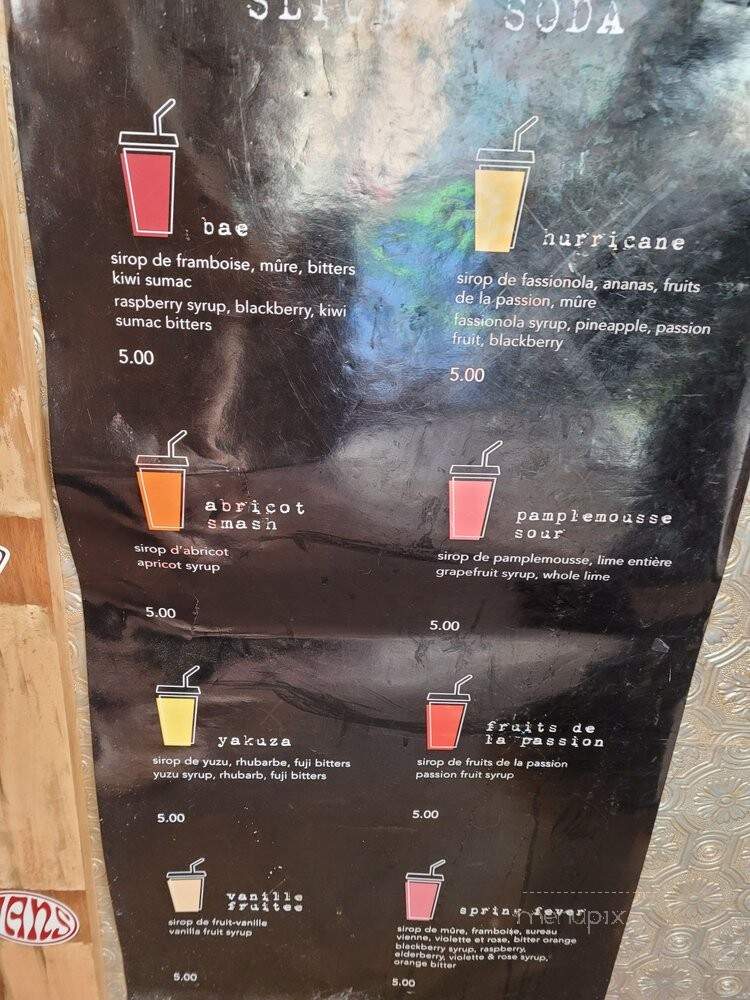 + SODA
bae
sirop de framboise, mûre, bitters
kiwi sumac
raspberry syrup, blackberry, kiwi
sumac bitters
5.00
hurricane
sirop de fassionola, ananas, fruits
de la passion, mûre
fassionola syrup, pineapple, passion
fruit, blackberry
5.00
abricot
smash
sirop d'abricot
apricot syrup
5.00
pamplemousse
sour
sirop de pamplemousse, lime entière
grapefruit syrup, whole lime
5.00
yakuza
sirop de yuzu, rhubarbe, fuji bitters
yuzu syrup, rhubarb, fuji bitters
5.00
fruits de
la passion
sirop de fruits de la passion
passion fruit syrup
5.00
vanille
fruitée
sirop de fruit-vanille
vanilla fruit syrup
5.00
spring fever
sirop de mûre, framboise, sureau
vienne, violette et rose, bitter orange
blackberry syrup, raspberry,
elderberry, violette & rose syrup,
orange bitter
5.00
menupix